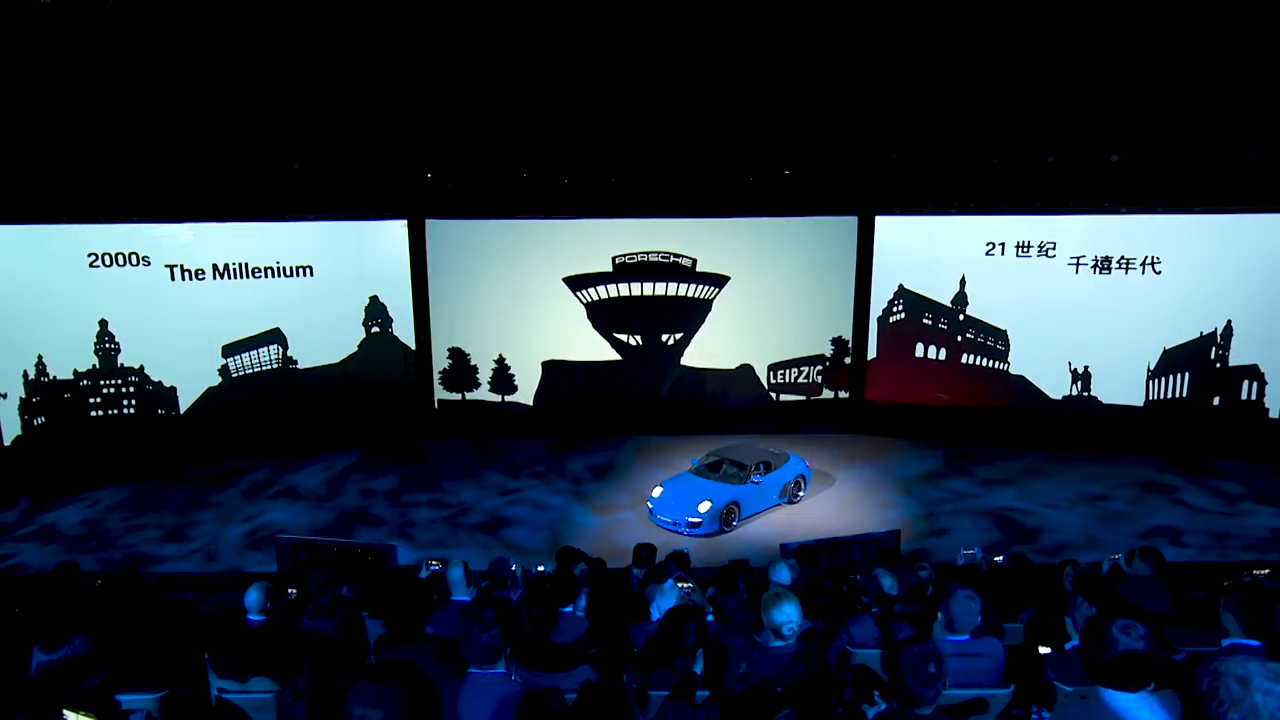 2000s
The Millenium
PORSCHE
LEIPZIG
21 世纪
千禧年代